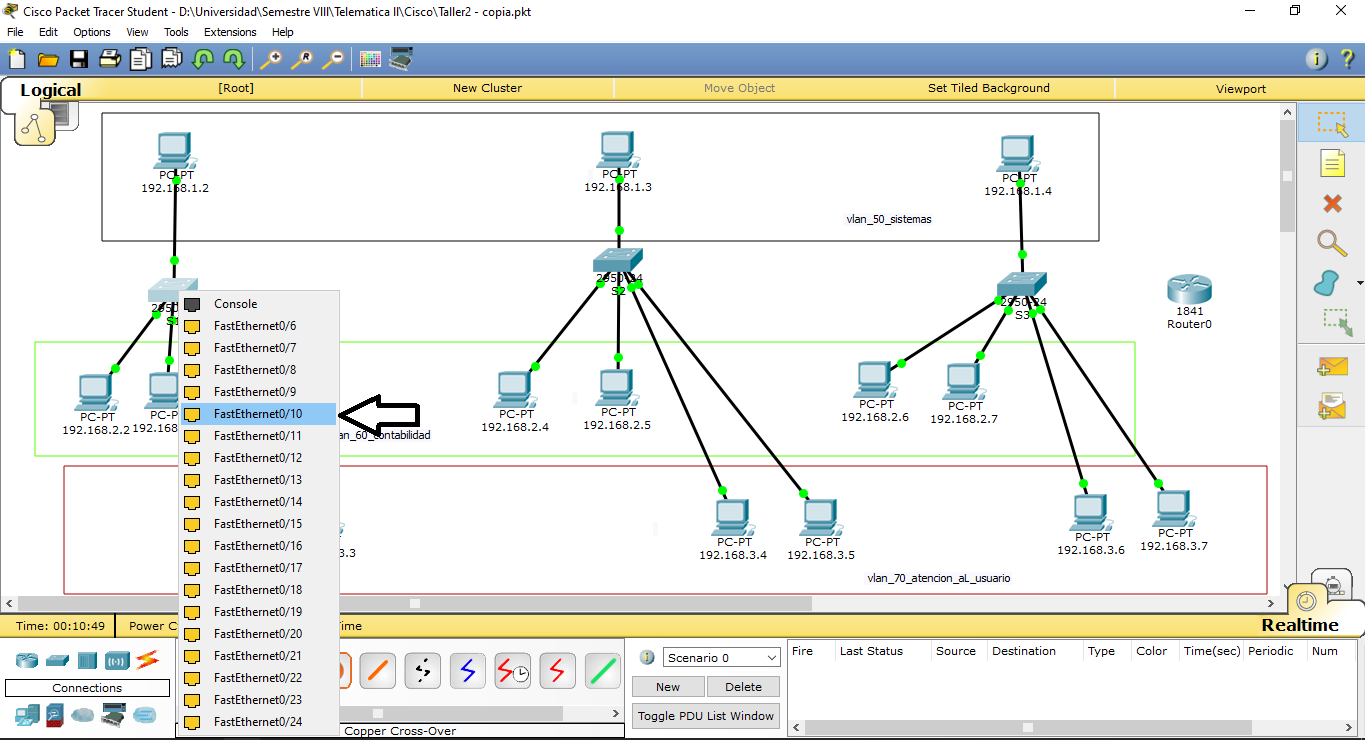 Cisco Packet Tracer Student - D:\Universidad\Semestre VIII\Telematica II\Cisco\Taller2 - copia.pkt
File Edit Options View Tools Extensions Help
Logical [Root] New Cluster Move Object Set Tiled Background Viewport
PC-PT
192.168.1.2
PC-PT
192.168.1.3
PC-PT
192.168.1.4
vlan_50_sistemas
2950-24
S2
2950-24
S3
1841
Router0
Console
FastEthernet0/6
FastEthernet0/7
FastEthernet0/8
FastEthernet0/9
FastEthernet0/10
FastEthernet0/11
FastEthernet0/12
FastEthernet0/13
FastEthernet0/14
FastEthernet0/15
FastEthernet0/16
FastEthernet0/17
FastEthernet0/18
FastEthernet0/19
FastEthernet0/20
FastEthernet0/21
FastEthernet0/22
FastEthernet0/23
FastEthernet0/24
PC-PT
192.168.2.2
192.168
PC-PT
192.168.2.4
PC-PT
192.168.2.5
PC-PT
192.168.2.6
PC-PT
192.168.2.7
lan_60_contabilidad
3.3
PC-PT
192.168.3.4
PC-PT
192.168.3.5
PC-PT
192.168.3.6
PC-PT
192.168.3.7
vlan_70_atencion_aL_usuario
Time: 00:10:49 Power C Time
Realtime
Connections
Copper Cross-Over
Scenario 0
New Delete
Toggle PDU List Window
Fire Last Status Source Destination Type Color Time(sec) Periodic Num